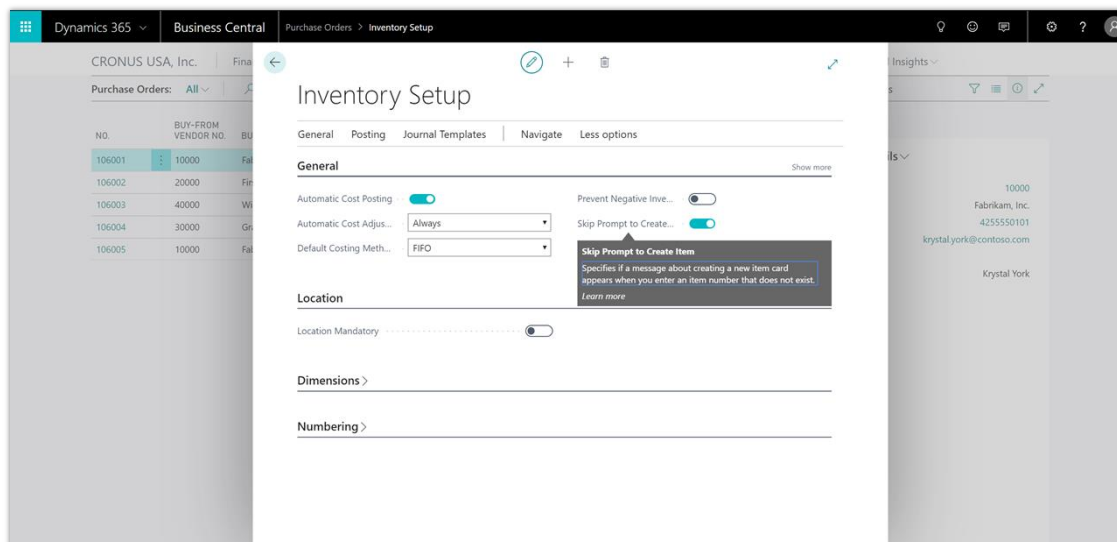 Dynamics 365 Business Central Purchase Orders > Inventory Setup ?
CRONUS USA, Inc. Fina Insights
Purchase Orders: All s
Inventory Setup
General Posting Journal Templates Navigate Less options
General Show more
Automatic Cost Posting Prevent Negative Inve...
Automatic Cost Adjus... Always Skip Prompt to Create...
Default Costing Meth... FIFO
Skip Prompt to Create Item
Specifies if a message about creating a new item card
appears when you enter an item number that does not exist.
Learn more
Location
Location Mandatory
Dimensions >
Numbering >
NO. BUY-FROM
VENDOR NO. BU
106001 10000 Fal
106002 20000 Fir
106003 40000 Wi
106004 30000 Gr
106005 10000 Fal
ils
10000
Fabrikam, Inc.
4255550101
krystal.york@contoso.com
Krystal York